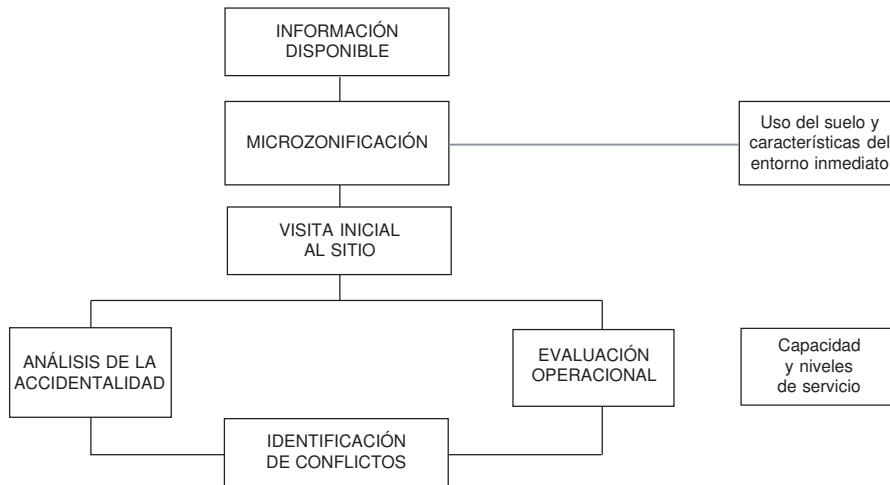 INFORMACIÓN
DISPONIBLE
MICROZONIFICACIÓN
Uso del suelo y
características del
entorno inmediato
VISITA INICIAL
AL SITIO
ANÁLISIS DE LA
ACCIDENTALIDAD
EVALUACIÓN
OPERACIONAL
Capacidad
y niveles
de servicio
IDENTIFICACIÓN
DE CONFLICTOS